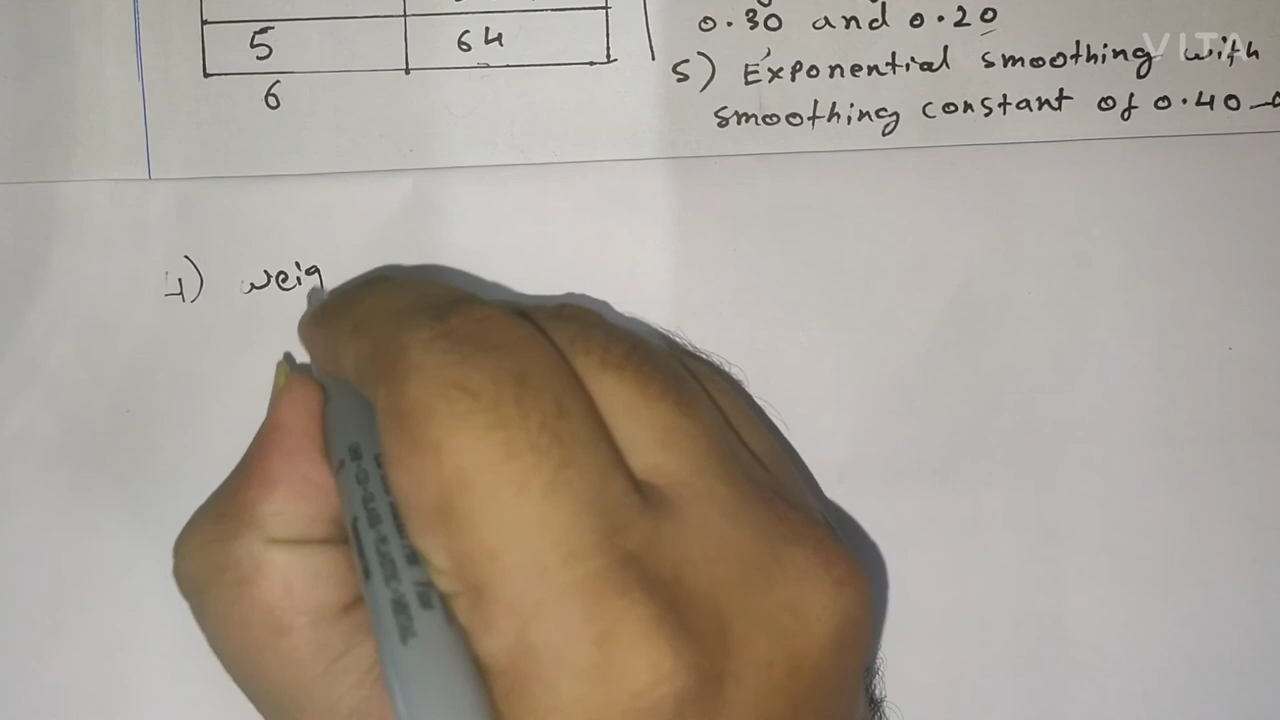 0.30 and 0.20
5 64
5) Exponential smoothing with
6
smoothing constant of 0.40
4) weig
VITA